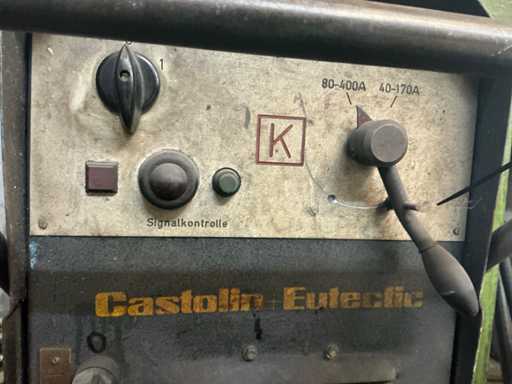 1
80-400A 40-170A
K
Signalkontrolle
Castolin+Eutectic